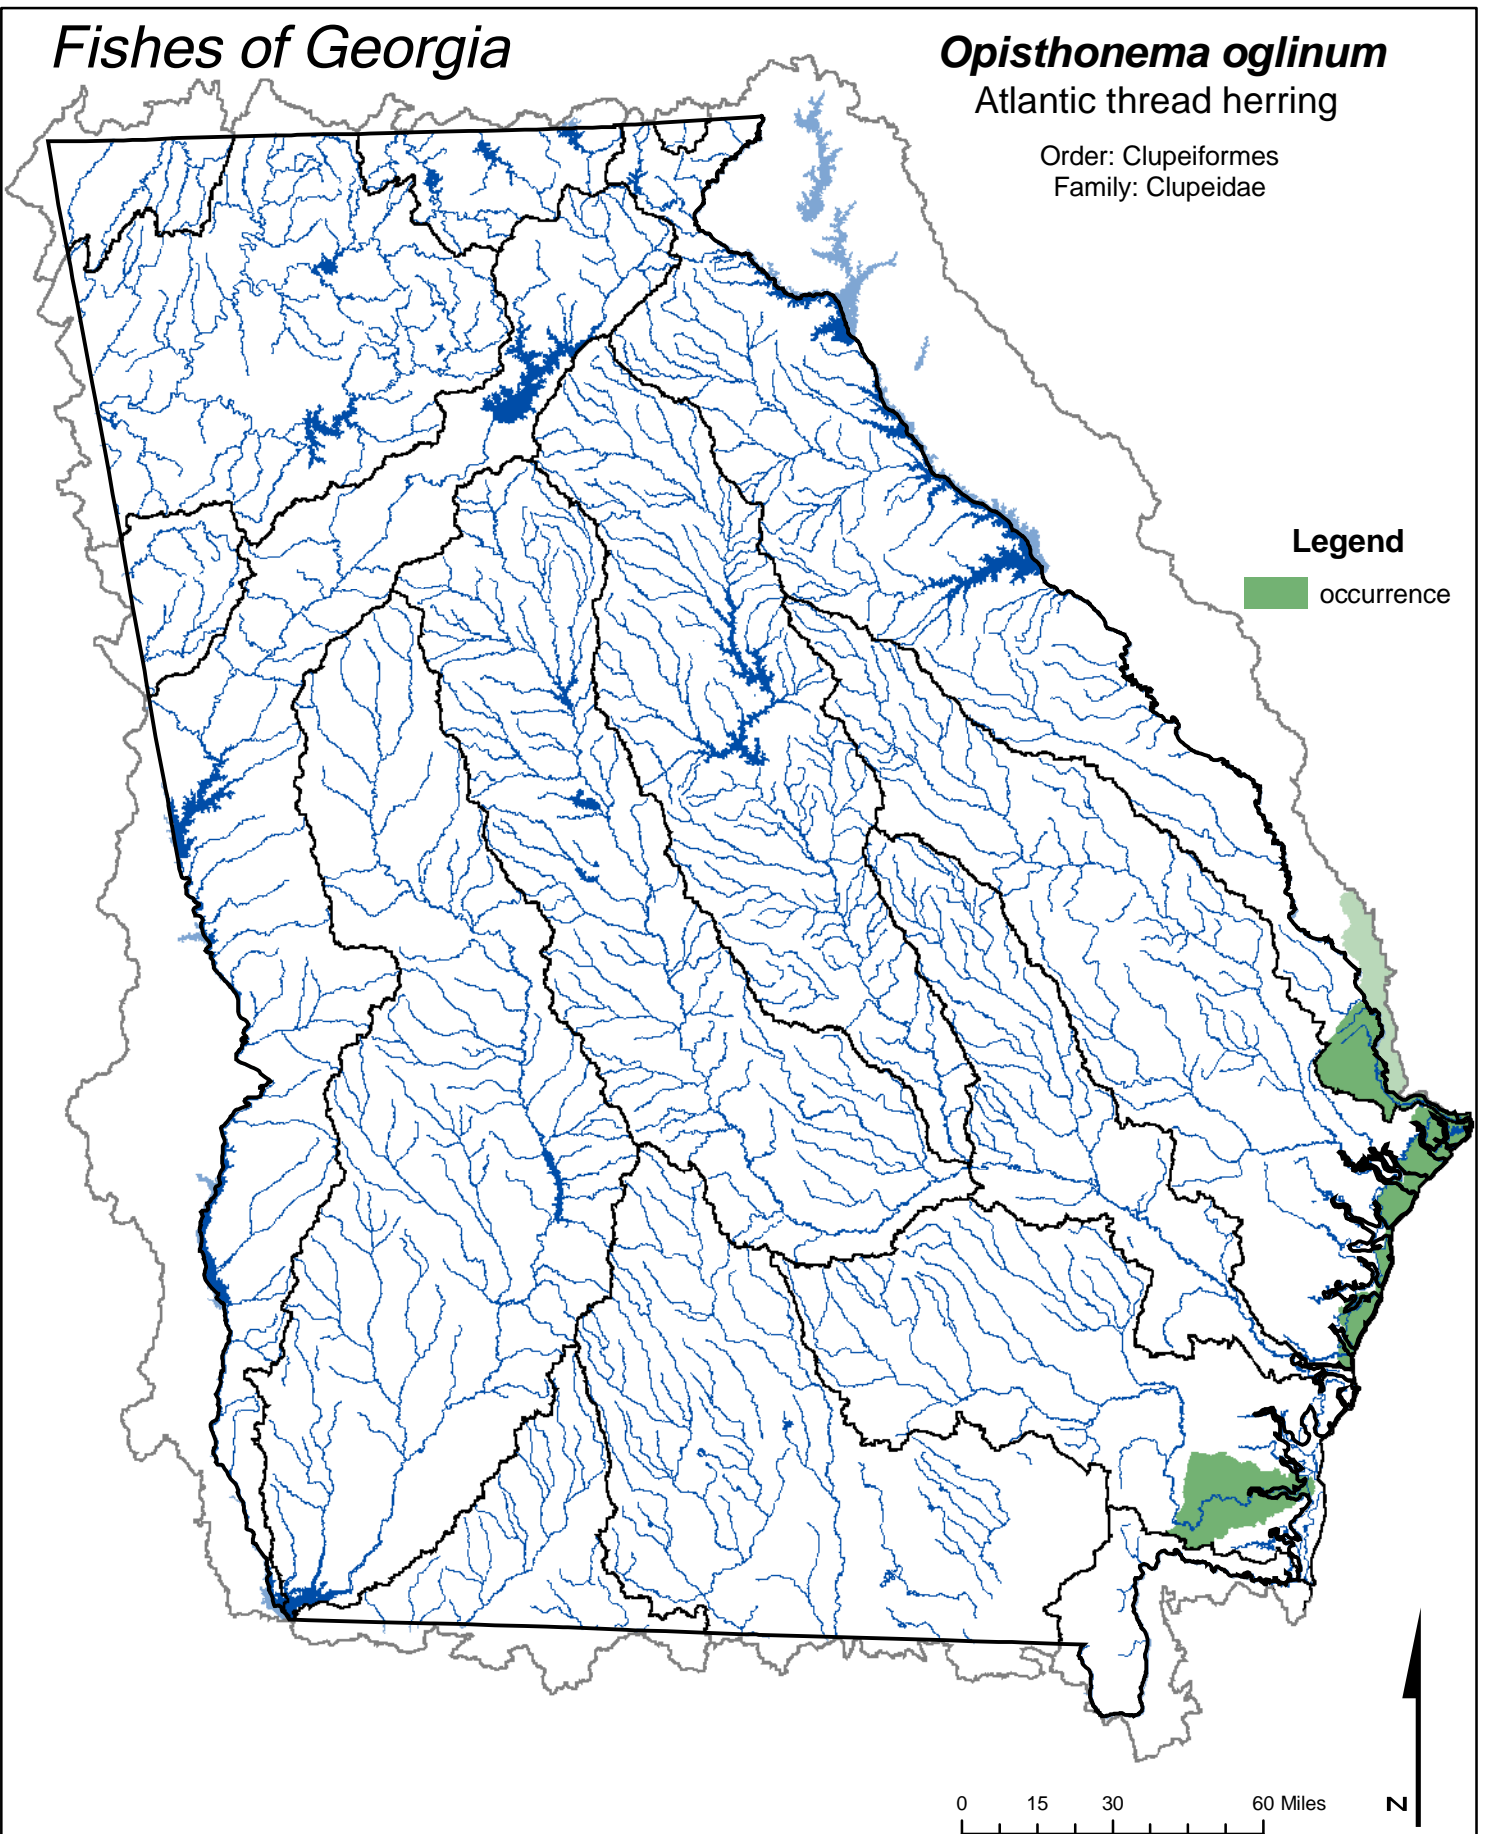 Fishes of Georgia
Opisthonema oglinum
Atlantic thread herring
Order: Clupeiformes
Family: Clupeidae
Legend
occurrence
0 15 30 60 Miles
N